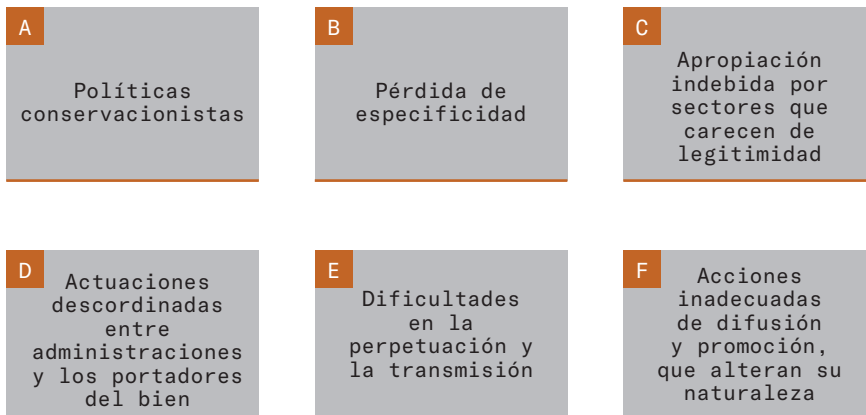 A
Políticas
conservacionistas
B
Pérdida de
especificidad
C
Apropiación
indebida por
sectores que
carecen de
legitimidad
D
Actuaciones
descordinadas
entre
administraciones
y los portadores
del bien
E
Dificultades
en la
perpetuación y
la transmisión
F
Acciones
inadecuadas
de difusión
y promoción,
que alteran su
naturaleza